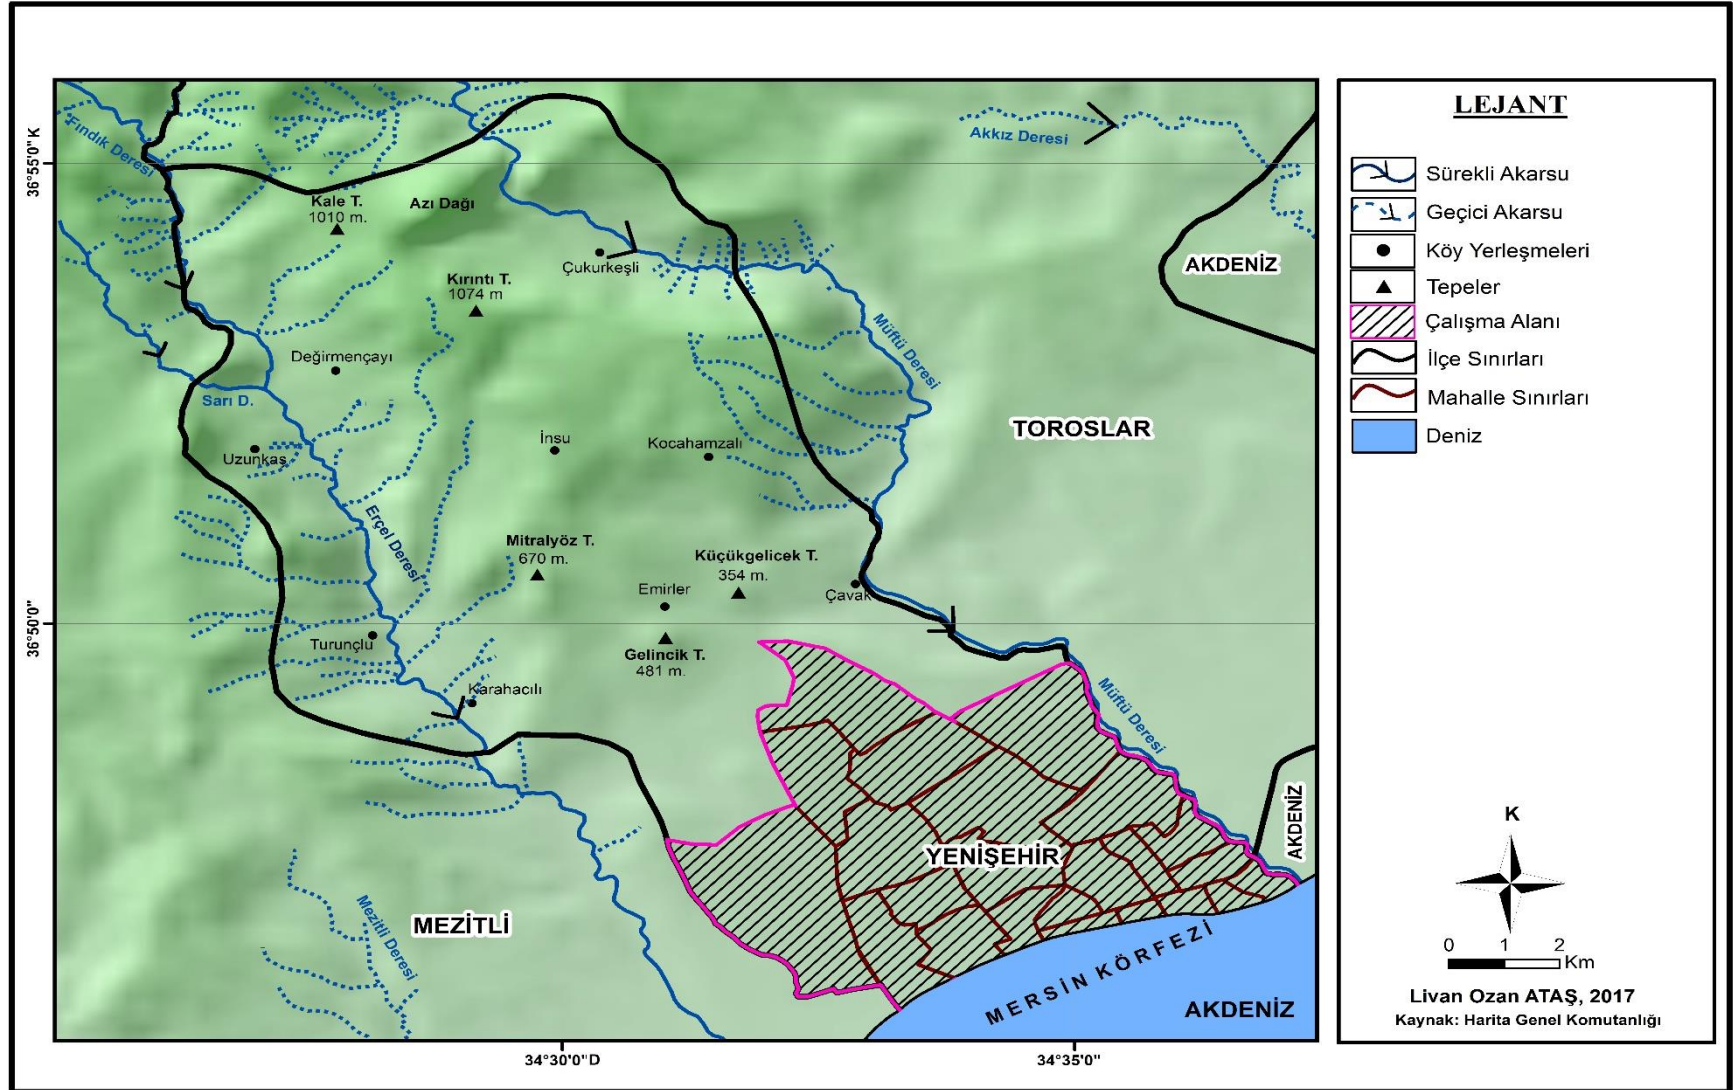 LEJANT
Sürekli Akarsu
Geçici Akarsu
Köy Yerleşmeleri
Tepeler
Çalışma Alanı
İlçe Sınırları
Mahalle Sınırları
Deniz
K
0 1 2
Km
Livan Ozan ATAŞ, 2017
Kaynak: Harita Genel Komutanlığı
36°55'0" K
36°50'0"
34°30'0"D
34°35'0"
Fındık Deresi
Akkız Deresi
Kale T.
1010 m.
Azı Dağı
Çukurkeşli
AKDENİZ
Kırıntı T.
1074 m
Müftü Deresi
Değirmençayı
Sarı D.
TOROSLAR
İnsu
Kocahamzalı
Uzunkaş
Erçel Deresi
Mitralyöz T.
670 m.
Küçükgelicek T.
354 m.
Emirler
Çavak
Turunçlu
Gelincik T.
481 m.
Karahacılı
Müftü Deresi
AKDENİZ
YENİŞEHİR
MEZİTLİ
Mezitli Deresi
MERSİN KÖRFEZİ
AKDENİZ